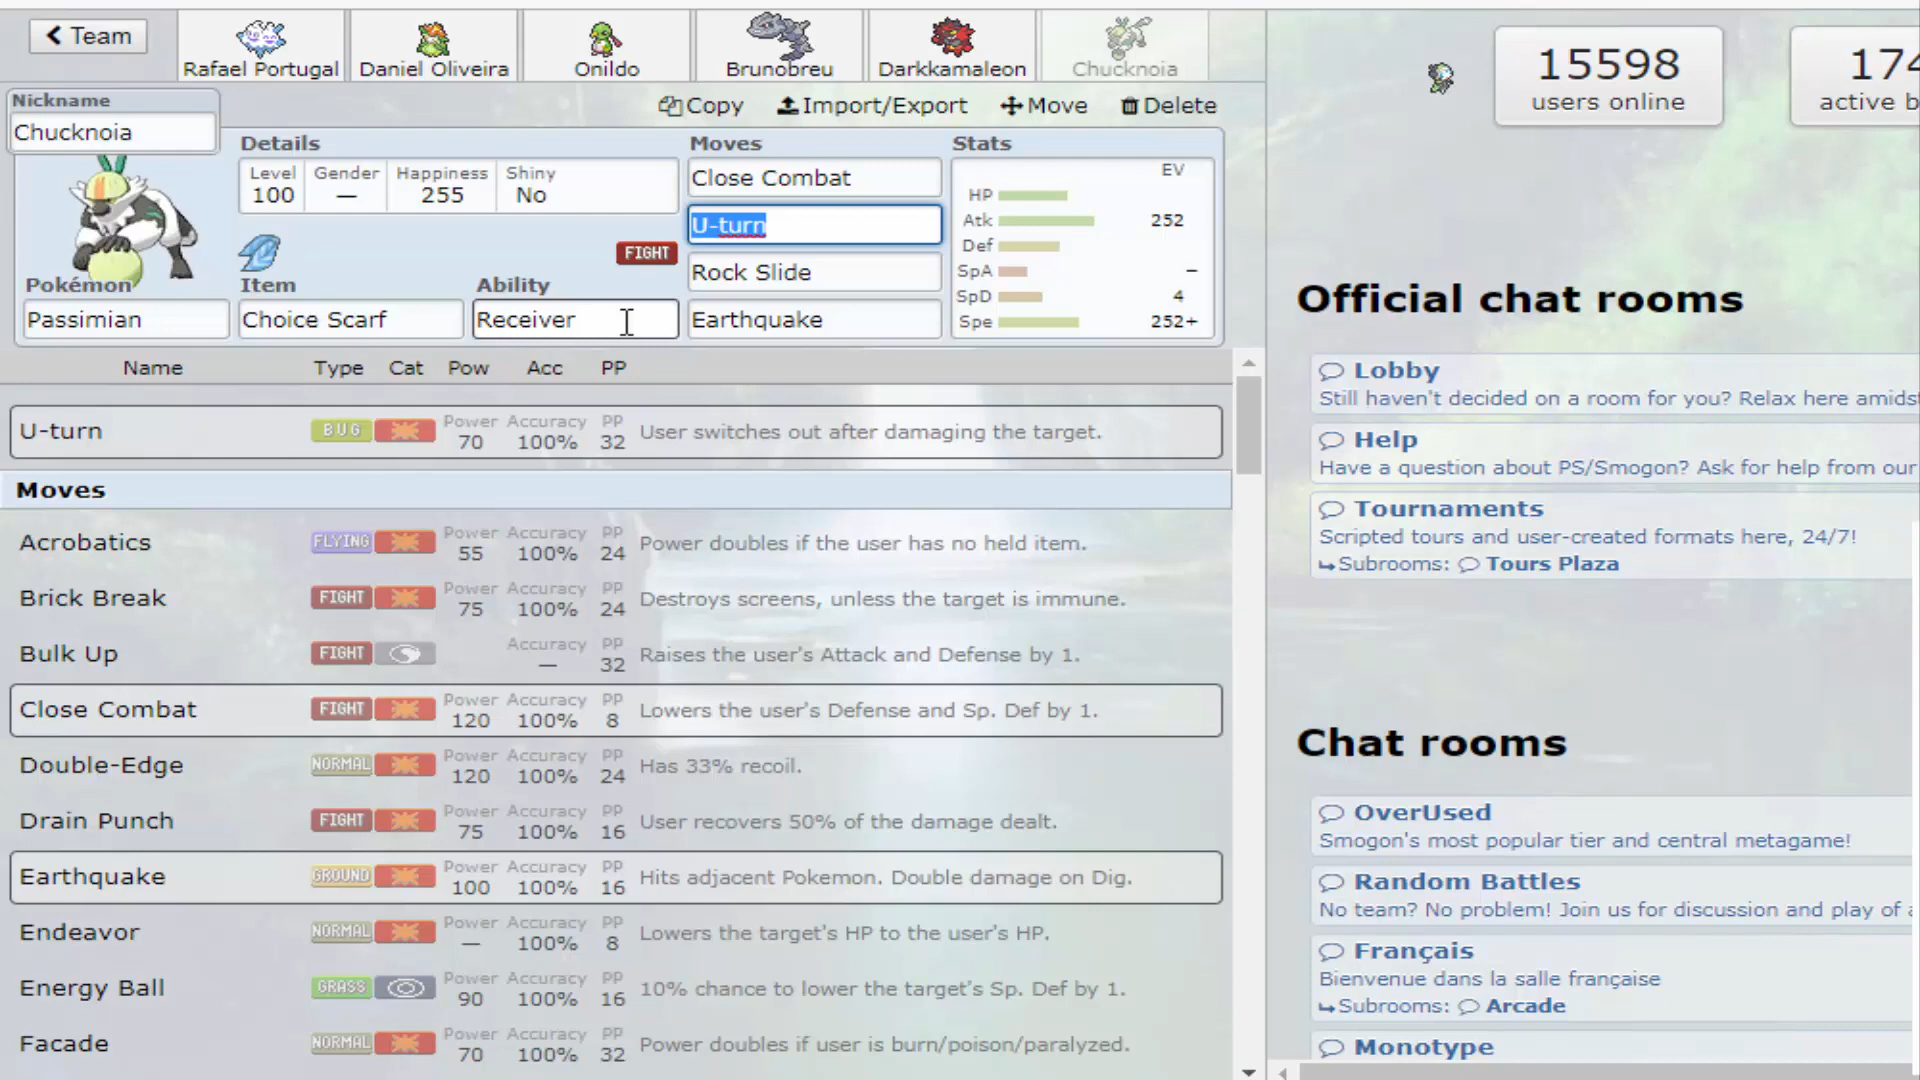 Team
Rafael Portugal
Daniel Oliveira
Onildo
Brunobreu
Darkkamaleon
Chucknoia
15598
users online
174
active b
Nickname
Chucknoia
Copy Import/Export Move Delete
Details
Level
100
Gender
—
Happiness
255
Shiny
No
FIGHT
Pokémon
Passimian
Item
Choice Scarf
Ability
Receiver
Moves
Close Combat
U-turn
Rock Slide
Earthquake
Stats
EV
HP
Atk 252
Def
SpA –
SpD 4
Spe 252+
Name Type Cat Pow Acc PP
U-turn BUG Power 70 Accuracy 100% PP 32 User switches out after damaging the target.
Moves
Acrobatics FLYING Power 55 Accuracy 100% PP 24 Power doubles if the user has no held item.
Brick Break FIGHT Power 75 Accuracy 100% PP 24 Destroys screens, unless the target is immune.
Bulk Up FIGHT Accuracy — PP 32 Raises the user's Attack and Defense by 1.
Close Combat FIGHT Power 120 Accuracy 100% PP 8 Lowers the user's Defense and Sp. Def by 1.
Double-Edge NORMAL Power 120 Accuracy 100% PP 24 Has 33% recoil.
Drain Punch FIGHT Power 75 Accuracy 100% PP 16 User recovers 50% of the damage dealt.
Earthquake GROUND Power 100 Accuracy 100% PP 16 Hits adjacent Pokemon. Double damage on Dig.
Endeavor NORMAL Power — Accuracy 100% PP 8 Lowers the target's HP to the user's HP.
Energy Ball GRASS Power 90 Accuracy 100% PP 16 10% chance to lower the target's Sp. Def by 1.
Facade NORMAL Power 70 Accuracy 100% PP 32 Power doubles if user is burn/poison/paralyzed.
Official chat rooms
Lobby
Still haven't decided on a room for you? Relax here amidst
Help
Have a question about PS/Smogon? Ask for help from our
Tournaments
Scripted tours and user-created formats here, 24/7!
Subrooms: Tours Plaza
Chat rooms
OverUsed
Smogon's most popular tier and central metagame!
Random Battles
No team? No problem! Join us for discussion and play of a
Français
Bienvenue dans la salle française
Subrooms: Arcade
Monotype